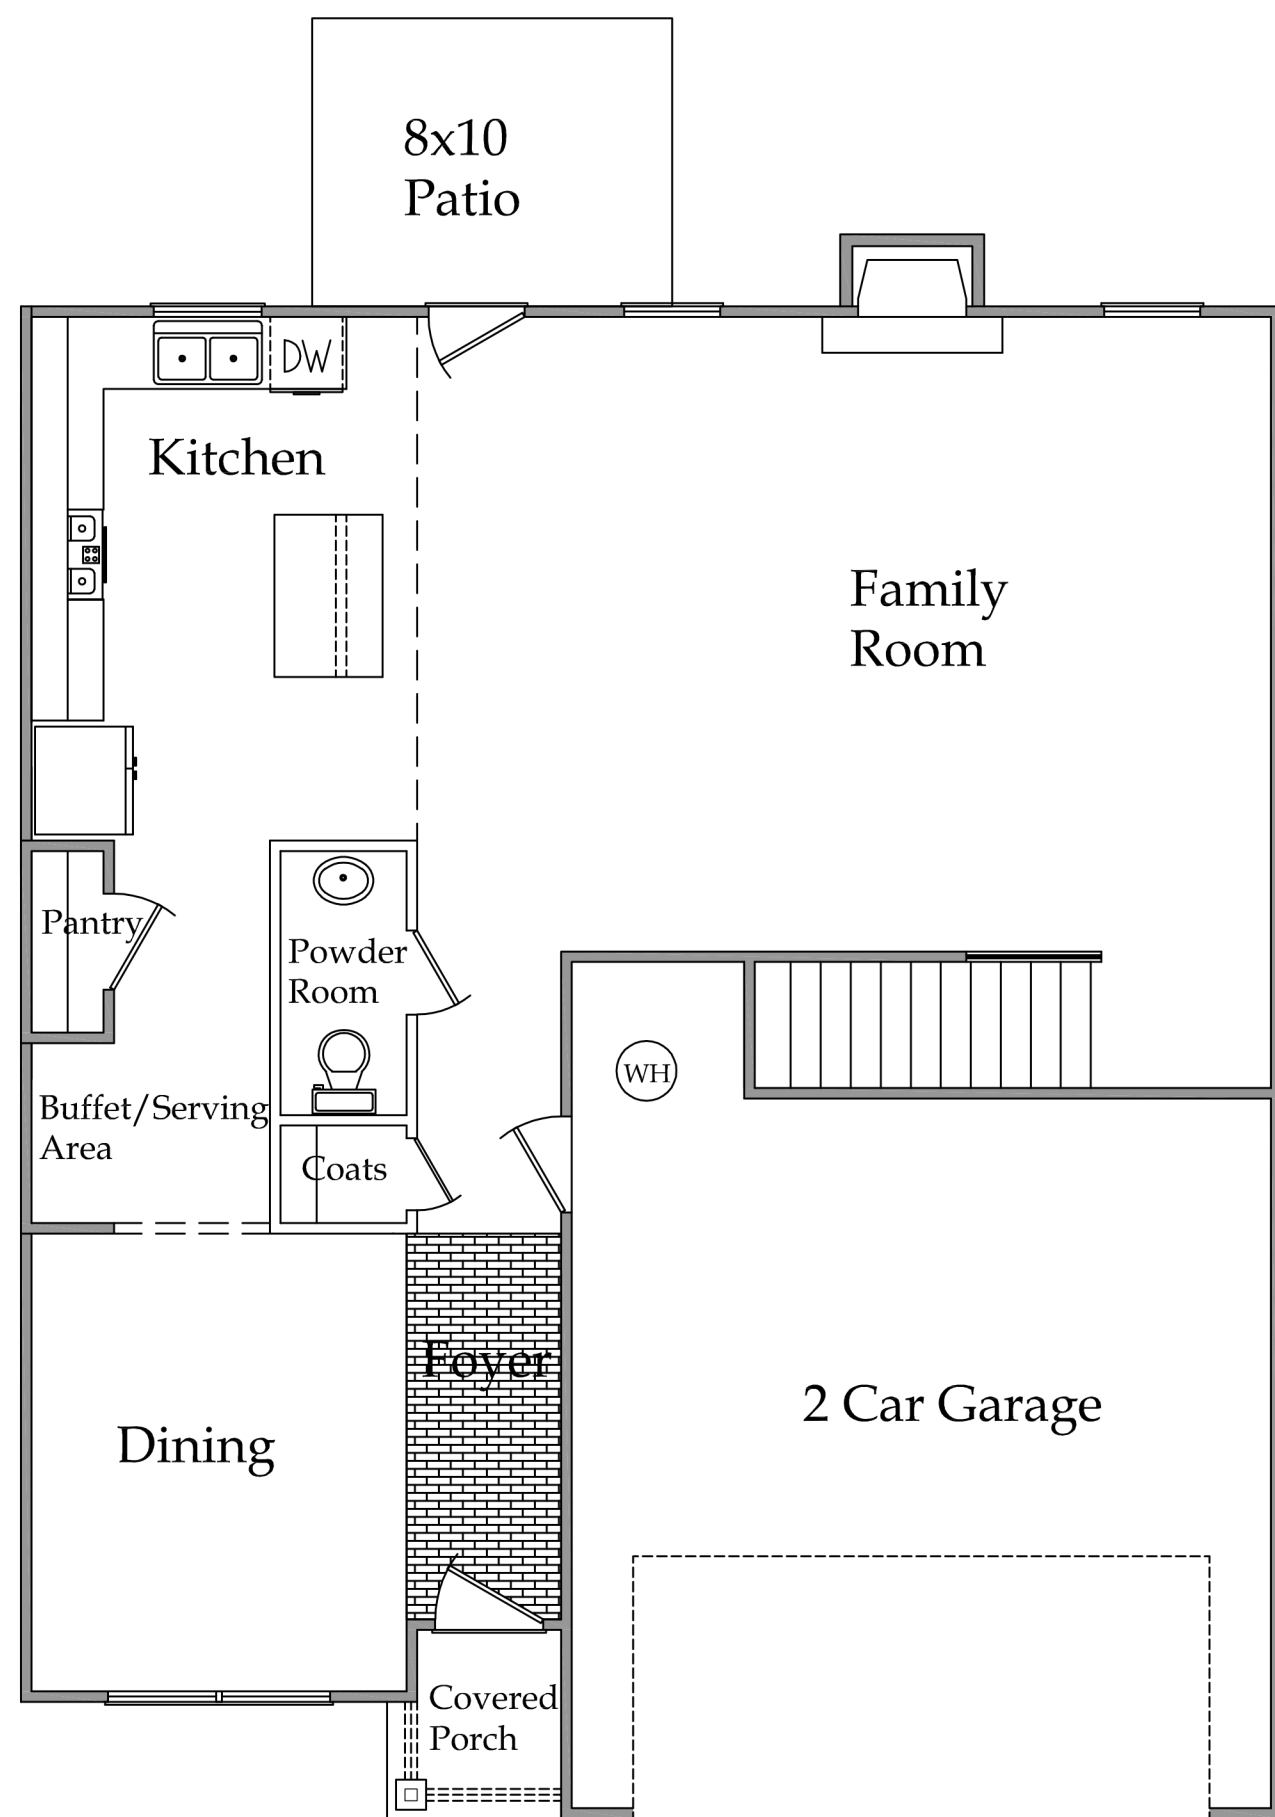 8x10
Patio
DW
Kitchen
Family
Room
Pantry
Powder
Room
WH
Buffet/Serving
Area
Coats
Foyer
2 Car Garage
Dining
Covered
Porch